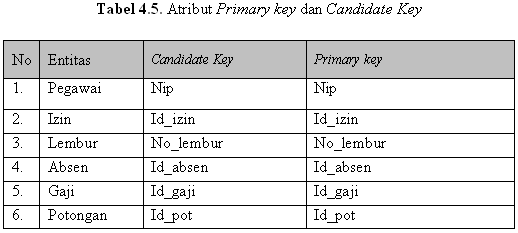 Tabel 4.5. Atribut Primary key dan Candidate Key
No Entitas Candidate Key Primary key
1. Pegawai Nip Nip
2. Izin Id_izin Id_izin
3. Lembur No_lembur No_lembur
4. Absen Id_absen Id_absen
5. Gaji Id_gaji Id_gaji
6. Potongan Id_pot Id_pot